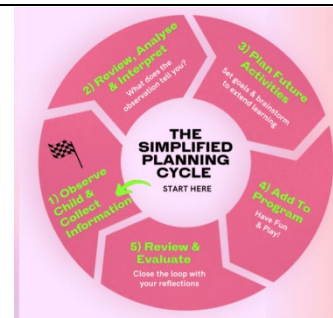 THE
SIMPLIFIED
PLANNING
CYCLE
START HERE
1) Observe
Child &
Collect
Information
2) Review, Analyse
& Interpret
What does the
observation tell you?
3) Plan Future
Activities
Set goals & brainstorm
to extend learning
4) Add To
Program
Have Fun
& Play!
5) Review &
Evaluate
Close the loop with
your reflections